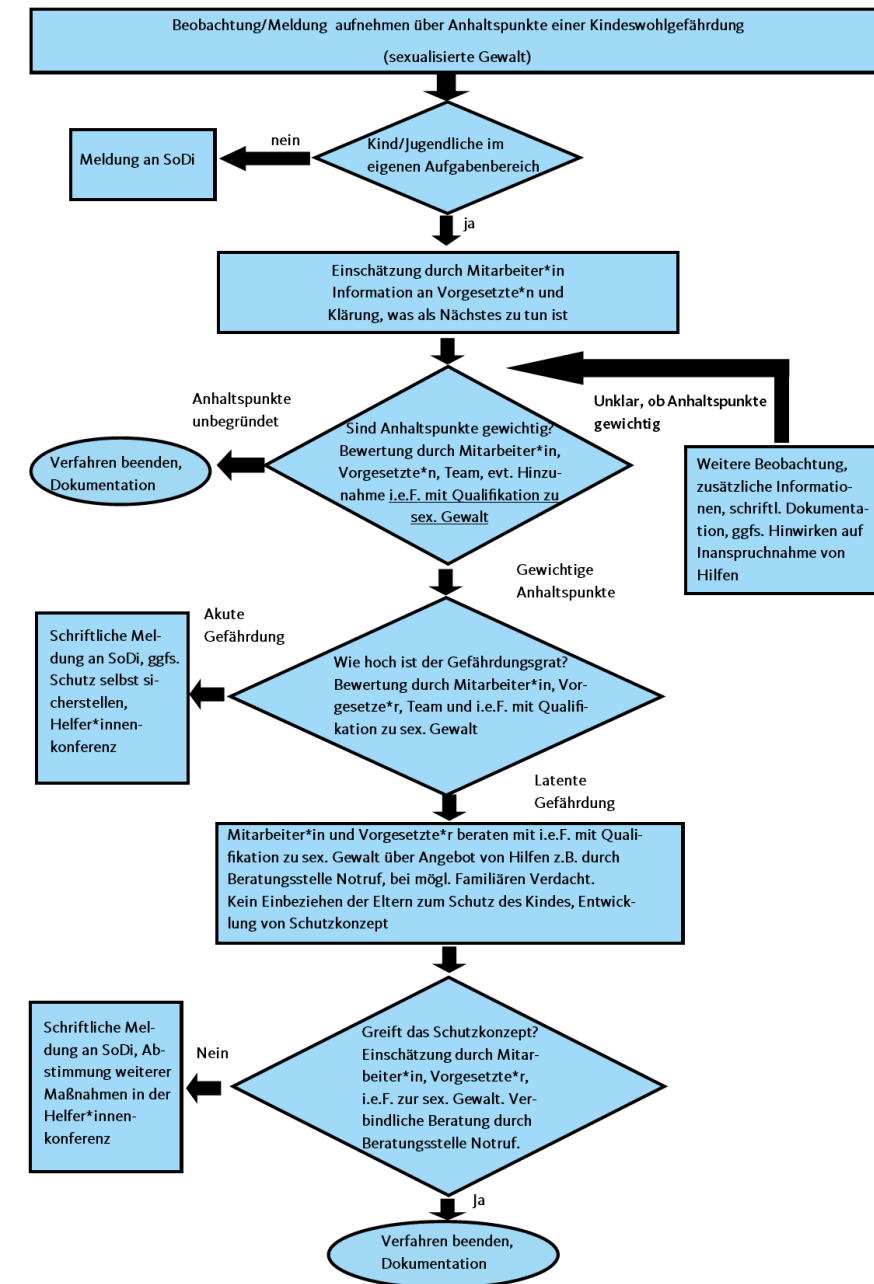 Beobachtung/Meldung aufnehmen über Anhaltspunkte einer Kindeswohlgefährdung
(sexualisierte Gewalt)
nein
Kind/Jugendliche im
eigenen Aufgabenbereich
Meldung an SoDi
ja
Einschätzung durch Mitarbeiter*in
Information an Vorgesetzte*n und
Klärung, was als Nächstes zu tun ist
Anhaltspunkte
unbegründet
Unklar, ob Anhaltspunkte
gewichtig
Sind Anhaltspunkte gewichtig?
Bewertung durch Mitarbeiter*in,
Vorgesetzte*n, Team, evt. Hinzu-
nahme i.e.F. mit Qualifikation zu
sex. Gewalt
Verfahren beenden,
Dokumentation
Weitere Beobachtung,
zusätzliche Informatio-
nen, schriftl. Dokumenta-
tion, ggfs. Hinwirken auf
Inanspruchnahme von
Hilfen
Gewichtige
Anhaltspunkte
Akute
Gefährdung
Schriftliche Mel-
dung an SoDi, ggfs.
Schutz selbst si-
cherstellen,
Helfer*innen-
konferenz
Wie hoch ist der Gefährdungsgrat?
Bewertung durch Mitarbeiter*in, Vor-
gesetze*r, Team und i.e.F. mit Qualifi-
kation zu sex. Gewalt
Latente
Gefährdung
Mitarbeiter*in und Vorgesetzte*r beraten mit i.e.F. mit Quali-
fikation zu sex. Gewalt über Angebot von Hilfen z.B. durch
Beratungsstelle Notruf, bei mögl. Familiären Verdacht.
Kein Einbeziehen der Eltern zum Schutz des Kindes, Entwick-
lung von Schutzkonzept
Schriftliche Mel-
dung an SoDi, Ab-
stimmung weiterer
Maßnahmen in der
Helfer*innen-
konferenz
Nein
Greift das Schutzkonzept?
Einschätzung durch Mitar-
beiter*in, Vorgesetzte*r,
i.e.F. zur sex. Gewalt. Ver-
bindliche Beratung durch
Beratungsstelle Notruf.
Ja
Verfahren beenden,
Dokumentation